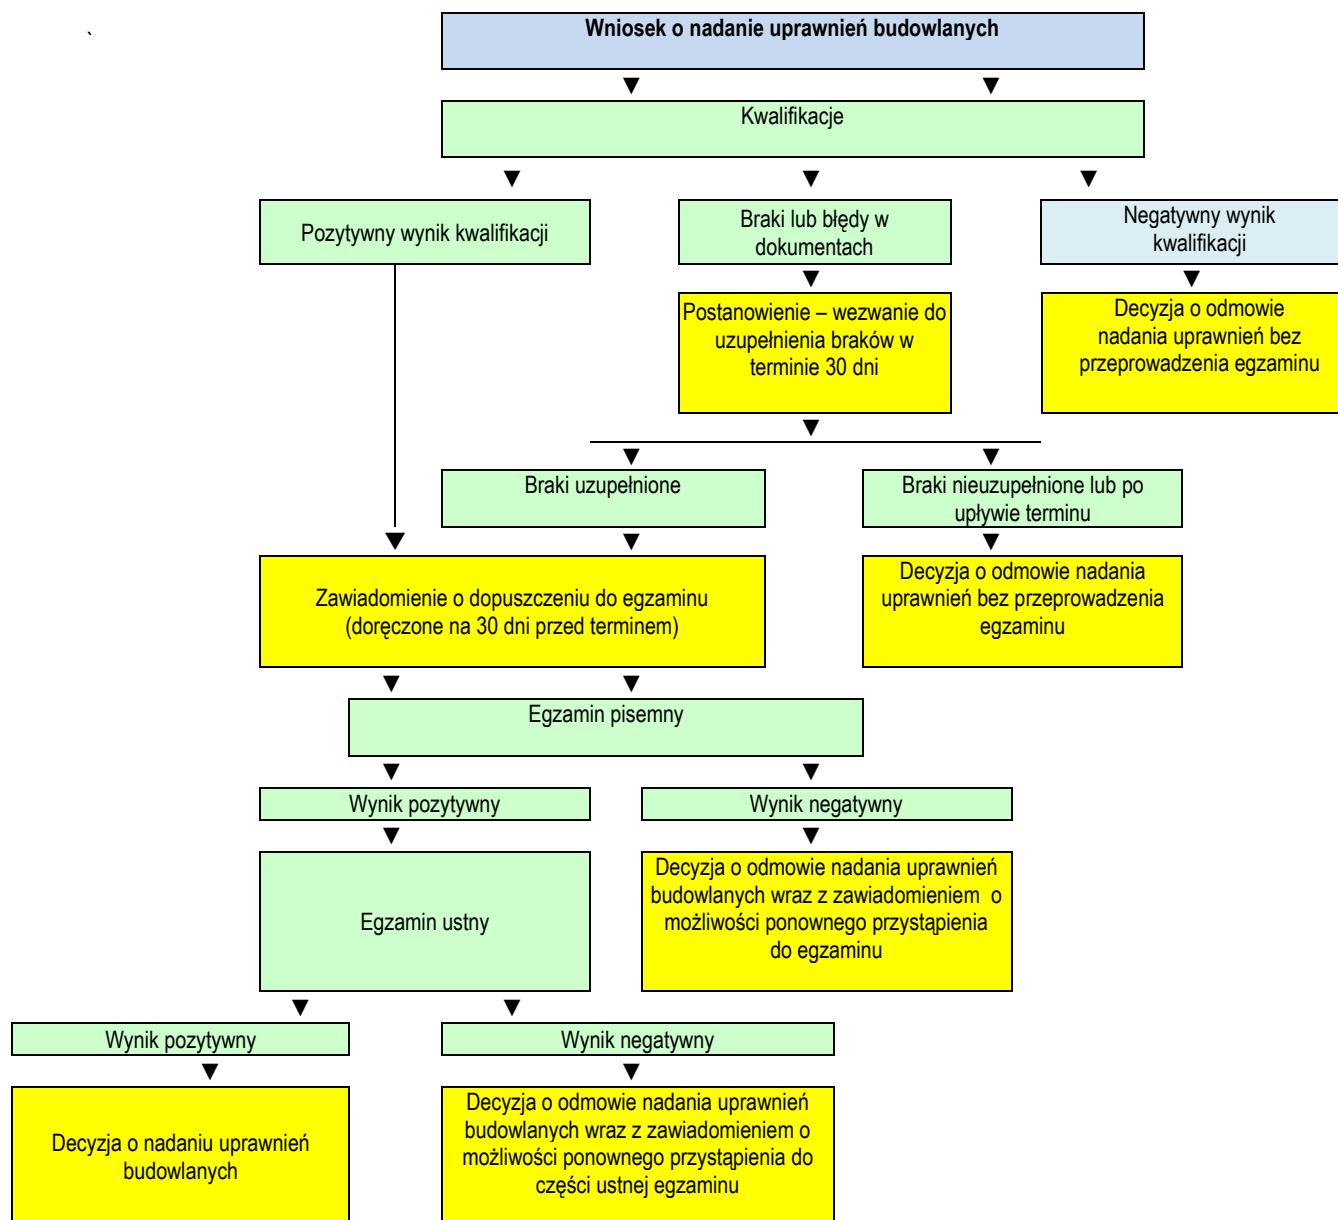 Wniosek o nadanie uprawnień budowlanych
Kwalifikacje
Pozytywny wynik kwalifikacji
Braki lub błędy w
dokumentach
Negatywny wynik
kwalifikacji
Postanowienie – wezwanie do
uzupełnienia braków w
terminie 30 dni
Decyzja o odmowie
nadania uprawnień bez
przeprowadzenia egzaminu
Braki uzupełnione
Braki nieuzupełnione lub po
upływie terminu
Zawiadomienie o dopuszczeniu do egzaminu
(doręczone na 30 dni przed terminem)
Decyzja o odmowie nadania
uprawnień bez przeprowadzenia
egzaminu
Egzamin pisemny
Wynik pozytywny
Wynik negatywny
Egzamin ustny
Decyzja o odmowie nadania uprawnień
budowlanych wraz z zawiadomieniem o
możliwości ponownego przystąpienia
do egzaminu
Wynik pozytywny
Wynik negatywny
Decyzja o nadaniu uprawnień
budowlanych
Decyzja o odmowie nadania uprawnień
budowlanych wraz z zawiadomieniem o
możliwości ponownego przystąpienia do
części ustnej egzaminu